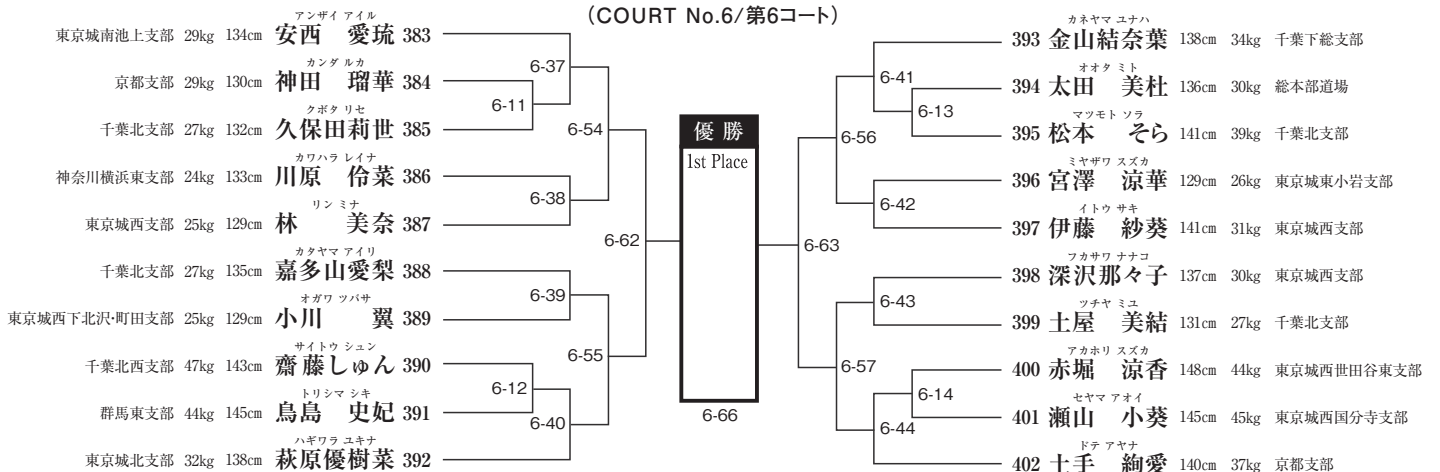 (COURT No.6/第6コート)
アンザイ アイル
東京城南池上支部 29kg 134cm 安西 愛琉 383
カンダ ルカ
京都支部 29kg 130cm 神田 瑠華 384
クボタ リセ
千葉北支部 27kg 132cm 久保田莉世 385
カワハラ レイナ
神奈川横浜東支部 24kg 133cm 川原 伶菜 386
リン ミナ
東京城西支部 25kg 129cm 林 美奈 387
カタヤマ アイリ
千葉北支部 27kg 135cm 嘉多山愛梨 388
オガワ ツバサ
東京城西下北沢・町田支部 25kg 129cm 小川 翼 389
サイトウ シュン
千葉北西支部 47kg 143cm 齋藤しゅん 390
トリシマ シキ
群馬東支部 44kg 145cm 鳥島 史妃 391
ハギワラ ユキナ
東京城北支部 32kg 138cm 萩原優樹菜 392
6-37
6-11
6-54
6-38
6-62
6-39
6-55
6-12
6-40
優勝
1st Place
6-66
6-41
6-13
6-56
6-42
6-63
6-43
6-57
6-14
6-44
カネヤマ ユナハ
393 金山結奈葉 138cm 34kg 千葉下総支部
オオタ ミト
394 太田 美杜 136cm 30kg 総本部道場
マツモト ソラ
395 松本 そら 141cm 39kg 千葉北支部
ミヤザワ スズカ
396 宮澤 涼華 129cm 26kg 東京城東小岩支部
イトウ サキ
397 伊藤 紗葵 141cm 31kg 東京城西支部
フカサワ ナナコ
398 深沢那々子 137cm 30kg 東京城西支部
ツチヤ ミユ
399 土屋 美結 131cm 27kg 千葉北支部
アカホリ スズカ
400 赤堀 涼香 148cm 44kg 東京城西世田谷東支部
セヤマ アオイ
401 瀬山 小葵 145cm 45kg 東京城西国分寺支部
ドテ アヤナ
402 土手 絢愛 140cm 37kg 京都支部